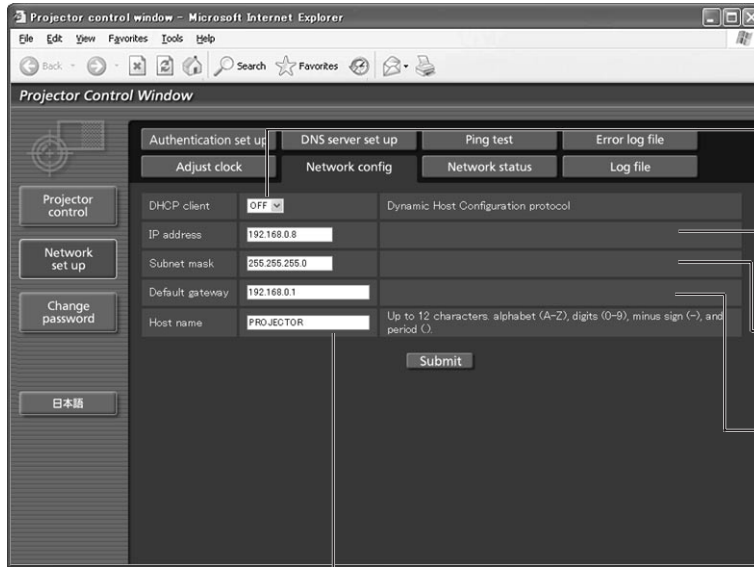 Projector control window - Microsoft Internet Explorer
File Edit View Favorites Tools Help
Back Search Favorites
Projector Control Window
Authentication set up DNS server set up Ping test Error log file
Adjust clock Network config Network status Log file
Projector control
Network set up
Change password
日本語
DHCP client OFF Dynamic Host Configuration protocol
IP address 192.168.0.8
Subnet mask 255.255.255.0
Default gateway 192.168.0.1
Host name PROJECTOR Up to 12 characters. alphabet (A-Z), digits (0-9), minus sign (-), and
period (.).
Submit